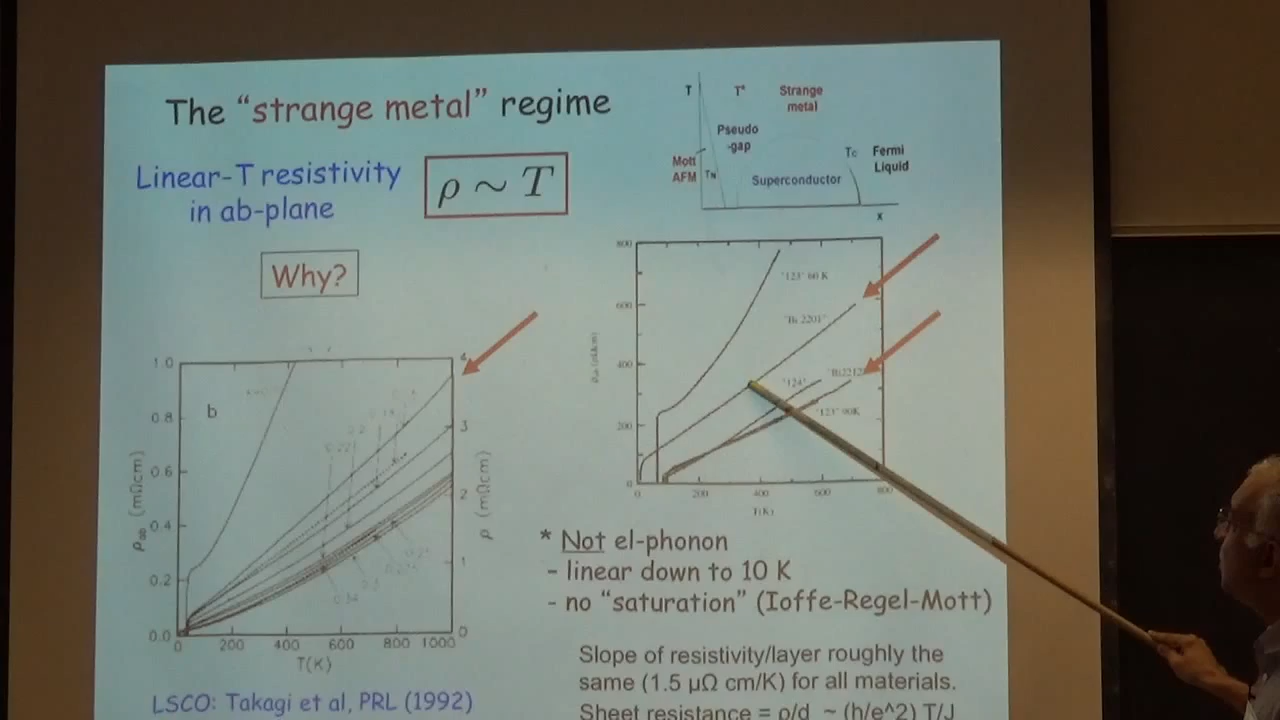 The "strange metal" regime
Linear-T resistivity
in ab-plane
ρ ~ T
Why?
T
T*
Strange
metal
Pseudo
-gap
Mott
AFM
TN
Superconductor
Tc
Fermi
Liquid
x
800
600
400
200
0
"123" 60 K
"Bi 2201"
"124"
"Bi2212"
"123" 90K
0
200
400
600
800
T(K)
1.0
0.8
0.6
0.4
0.2
0.0
b
ρab (mΩcm)
4
3
2
1
0
ρ (mΩcm)
0 200 400 600 800 1000
T(K)
LSCO: Takagi et al, PRL (1992)
* Not el-phonon
- linear down to 10 K
- no "saturation" (Ioffe-Regel-Mott)
Slope of resistivity/layer roughly the
same (1.5 μΩ cm/K) for all materials.
Sheet resistance = ρ/d ~ (h/e^2) T/J